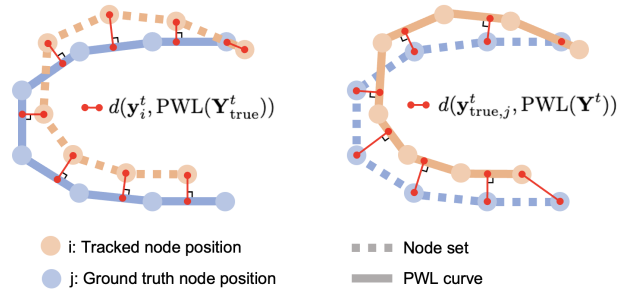 d(y_i^t, PWL(Y_true^t))
d(y_true,j^t, PWL(Y^t))
i: Tracked node position
Node set
j: Ground truth node position
PWL curve